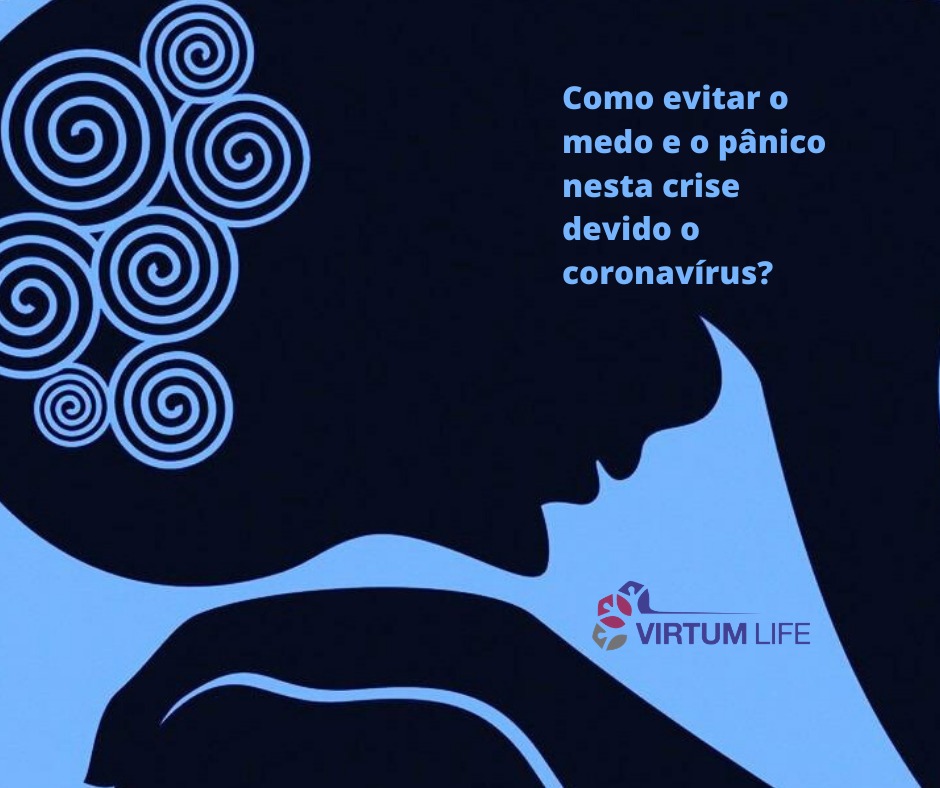 Como evitar o
medo e o pânico
nesta crise
devido o
coronavírus?
VIRTUM LIFE